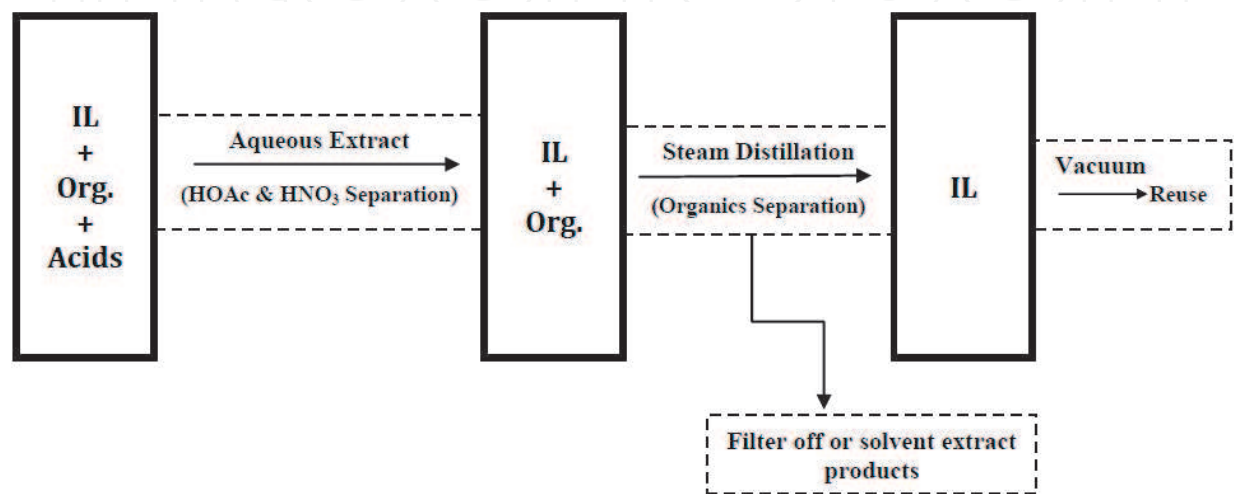 IL
+
Org.
+
Acids
Aqueous Extract
(HOAc & HNO₃ Separation)
IL
+
Org.
Steam Distillation
(Organics Separation)
IL
Vacuum
Reuse
Filter off or solvent extract
products